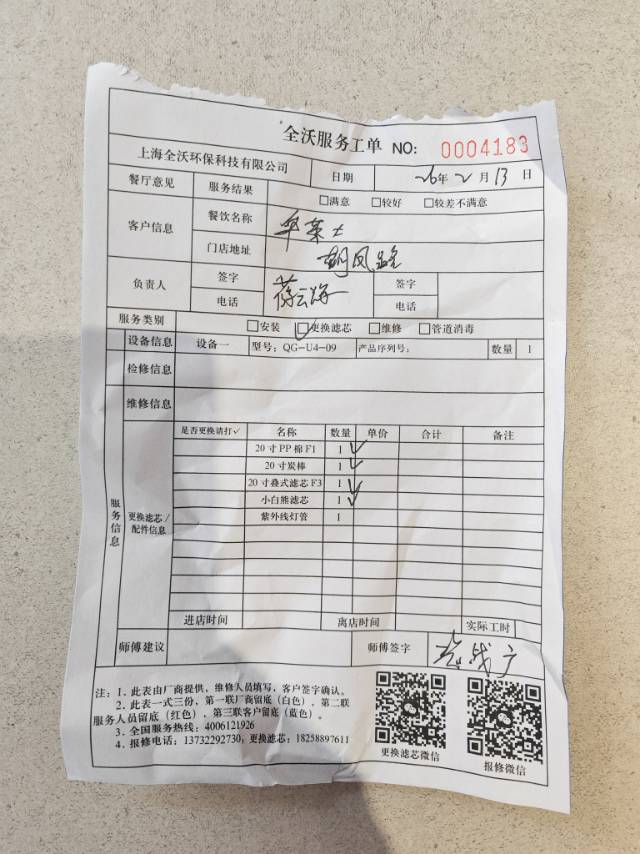 全沃服务工单 NO: 0004183
上海全沃环保科技有限公司 日期 26年2月13日
餐厅意见 服务结果 □满意 □较好 □较差不满意
客户信息 餐饮名称 华莱士
门店地址 胡凤路
负责人 签字 签字
电话 电话
服务类别 □安装 □✓更换滤芯 □维修 □管道消毒
设备信息 设备一 型号: QG-U4-09 产品序列号: 数量 1
检修信息
维修信息
服务信息
更换滤芯/配件信息
是否更换请打✓ 名称 数量 单价 合计 备注
20寸PP棉F1 1 ✓
20寸炭棒 1 ✓
20寸叠式滤芯F3 1 ✓
小白熊滤芯 1 ✓
紫外线灯管 1
进店时间 离店时间 实际工时
师傅建议 师傅签字
注: 1、此表由厂商提供，维修人员填写，客户签字确认。
2、此表一式三份，第一联厂商留底（白色），第二联
服务人员留底（红色），第三联客户留底（蓝色）。
3、全国服务热线: 4006121926
4、报修电话: 13732292730, 更换滤芯: 18258897611
更换滤芯微信 报修微信